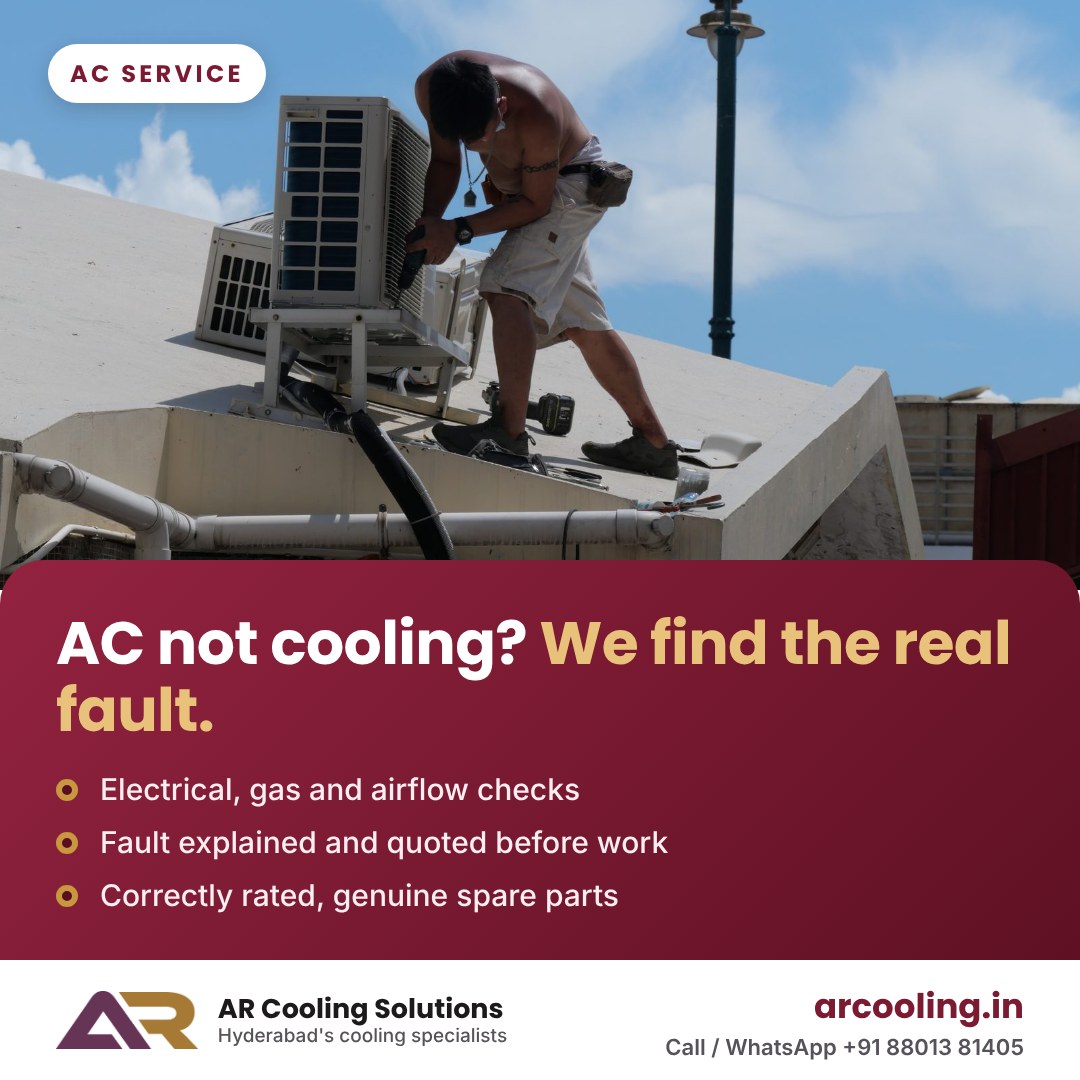 AC SERVICE
AC not cooling? We find the real
fault.
Electrical, gas and airflow checks
Fault explained and quoted before work
Correctly rated, genuine spare parts
AR
AR Cooling Solutions
Hyderabad's cooling specialists
arcooling.in
Call / WhatsApp +91 88013 81405